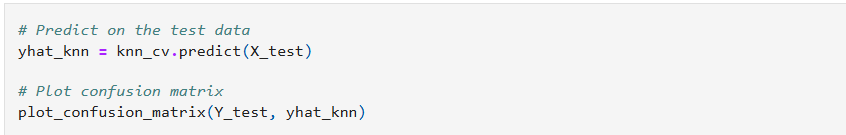 # Predict on the test data
yhat_knn = knn_cv.predict(X_test)
# Plot confusion matrix
plot_confusion_matrix(Y_test, yhat_knn)